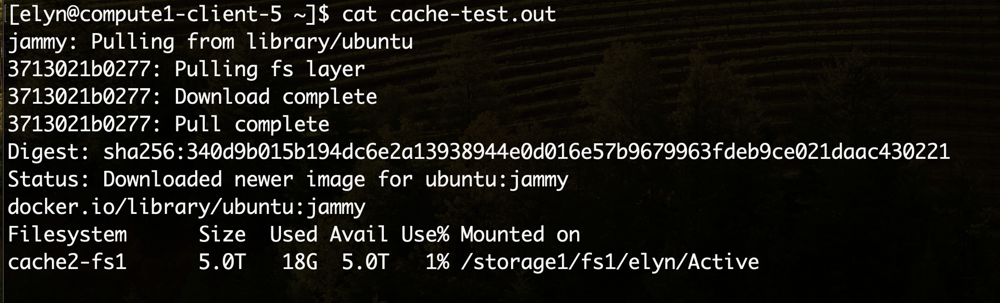 [elyn@compute1-client-5 ~]$ cat cache-test.out
jammy: Pulling from library/ubuntu
3713021b0277: Pulling fs layer
3713021b0277: Download complete
3713021b0277: Pull complete
Digest: sha256:340d9b015b194dc6e2a13938944e0d016e57b9679963fdeb9ce021daac430221
Status: Downloaded newer image for ubuntu:jammy
docker.io/library/ubuntu:jammy
Filesystem      Size  Used Avail Use% Mounted on
cache2-fs1      5.0T   18G  5.0T   1% /storage1/fs1/elyn/Active